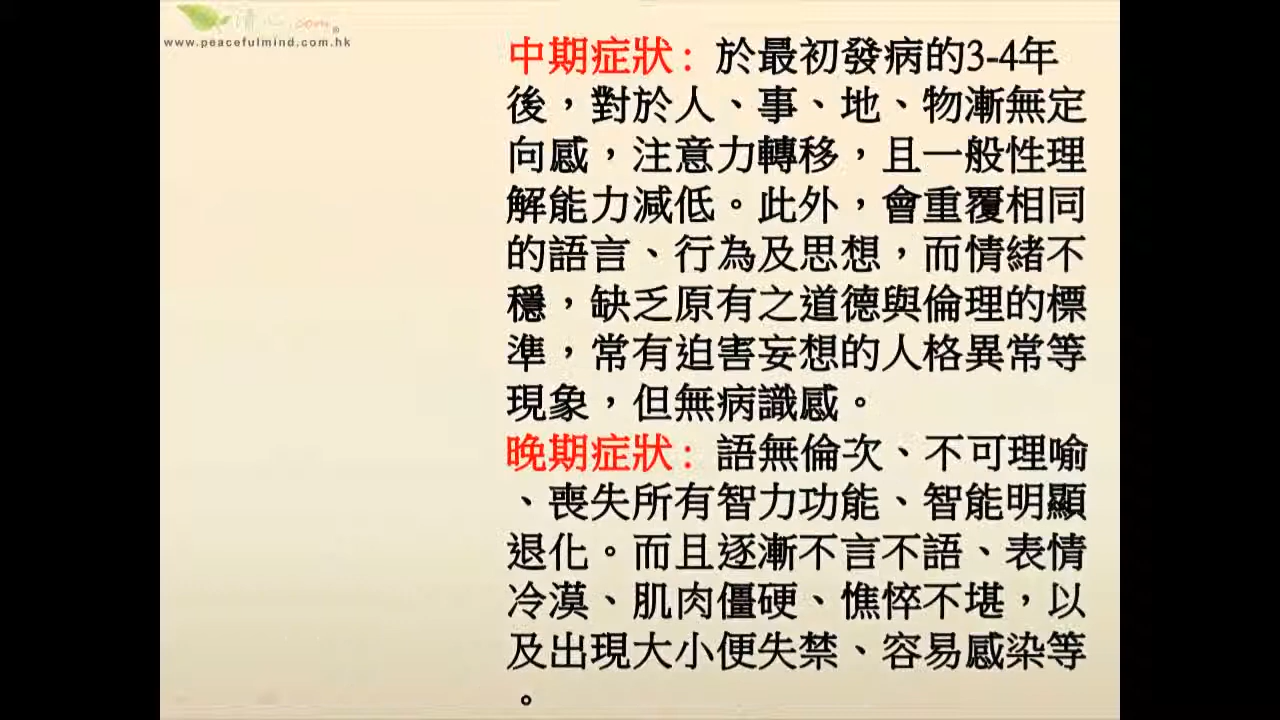 清心.com
www.peacefulmind.com.hk
中期症狀: 於最初發病的3-4年
後，對於人、事、地、物漸無定
向感，注意力轉移，且一般性理
解能力減低。此外，會重覆相同
的語言、行為及思想，而情緒不
穩，缺乏原有之道德與倫理的標
準，常有迫害妄想的人格異常等
現象，但無病識感。
晚期症狀: 語無倫次、不可理喻
、喪失所有智力功能、智能明顯
退化。而且逐漸不言不語、表情
冷漠、肌肉僵硬、憔悴不堪，以
及出現大小便失禁、容易感染等
。